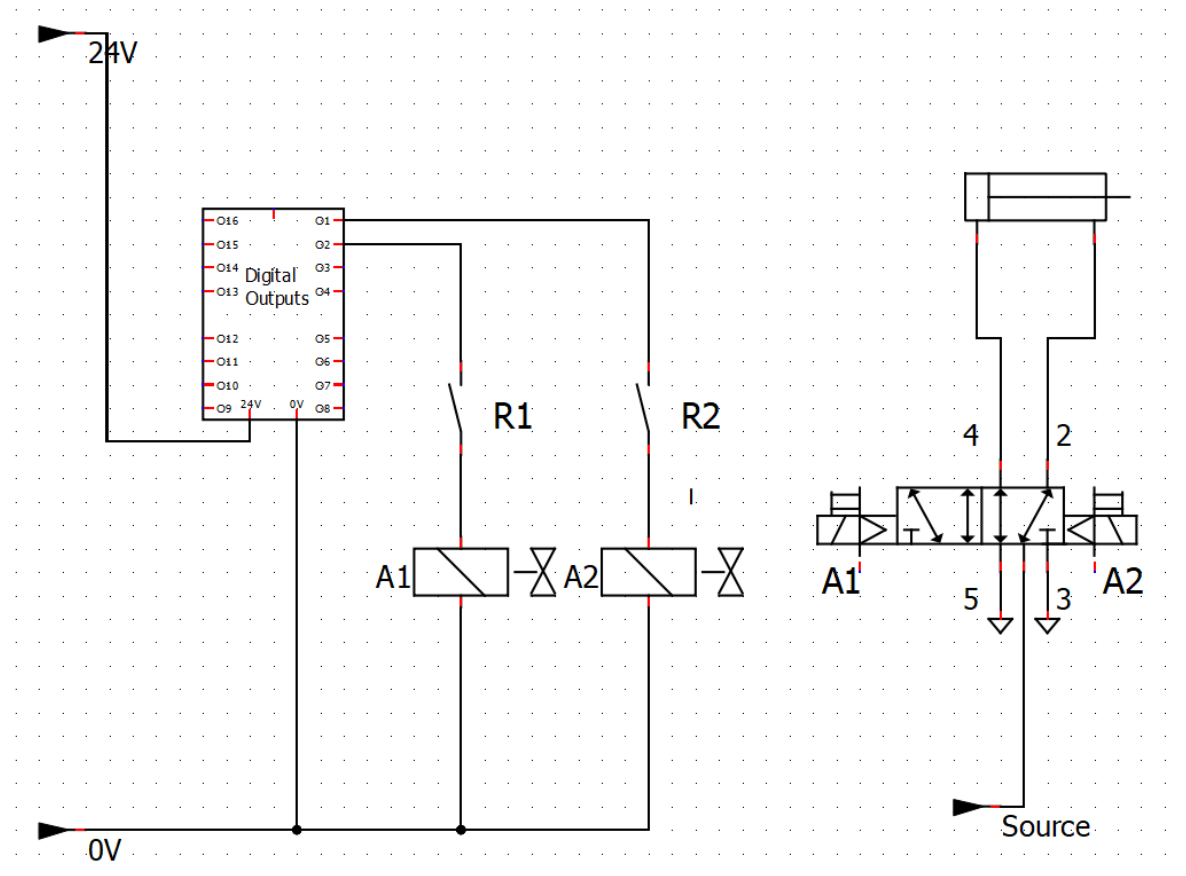 24V
O16 O1
O15 O2
O14 O3
Digital
O13 O4
Outputs
O12 O5
O11 O6
O10 O7
24V 0V
O9 O8
R1
R2
4
2
A1
A2
A1
A2
5
3
Source
0V